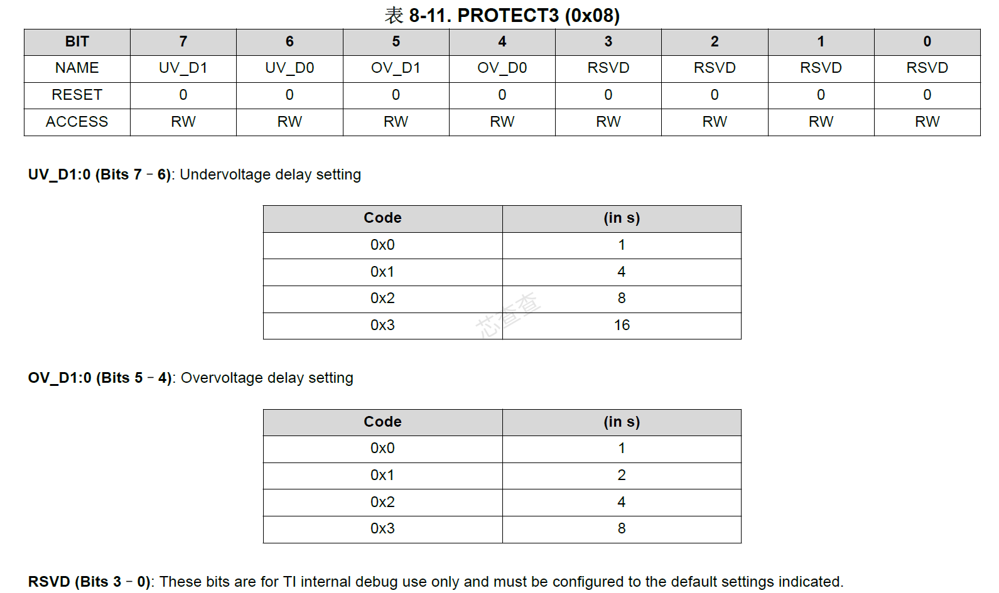 表 8-11. PROTECT3 (0x08)
BIT 7 6 5 4 3 2 1 0
NAME UV_D1 UV_D0 OV_D1 OV_D0 RSVD RSVD RSVD RSVD
RESET 0 0 0 0 0 0 0 0
ACCESS RW RW RW RW RW RW RW RW
UV_D1:0 (Bits 7 – 6): Undervoltage delay setting
Code (in s)
0x0 1
0x1 4
0x2 8
0x3 16
芯查查
OV_D1:0 (Bits 5 – 4): Overvoltage delay setting
Code (in s)
0x0 1
0x1 2
0x2 4
0x3 8
RSVD (Bits 3 – 0): These bits are for TI internal debug use only and must be configured to the default settings indicated.